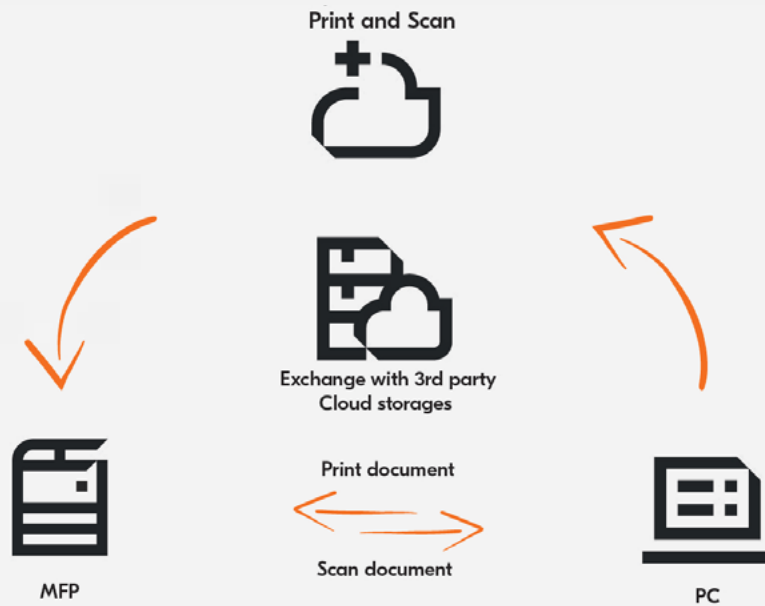 Print and Scan
Exchange with 3rd party
Cloud storages
Print document
Scan document
MFP
PC